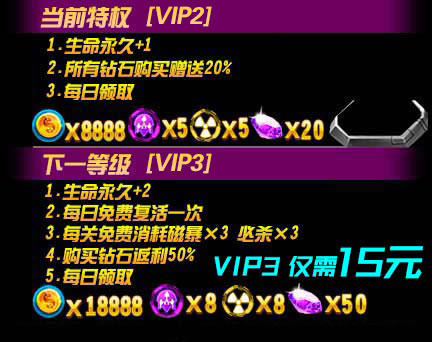 当前特权 [VIP2]
1.生命永久+1
2.所有钻石购买赠送20%
3.每日领取
X8888 X5 X5 X20
下一等级 [VIP3]
1.生命永久+2
2.每日免费复活一次
3.每关免费消耗磁暴×3 必杀×3
4.购买钻石返利50%
VIP3 仅需15元
5.每日领取
X18888 X8 X8 X50